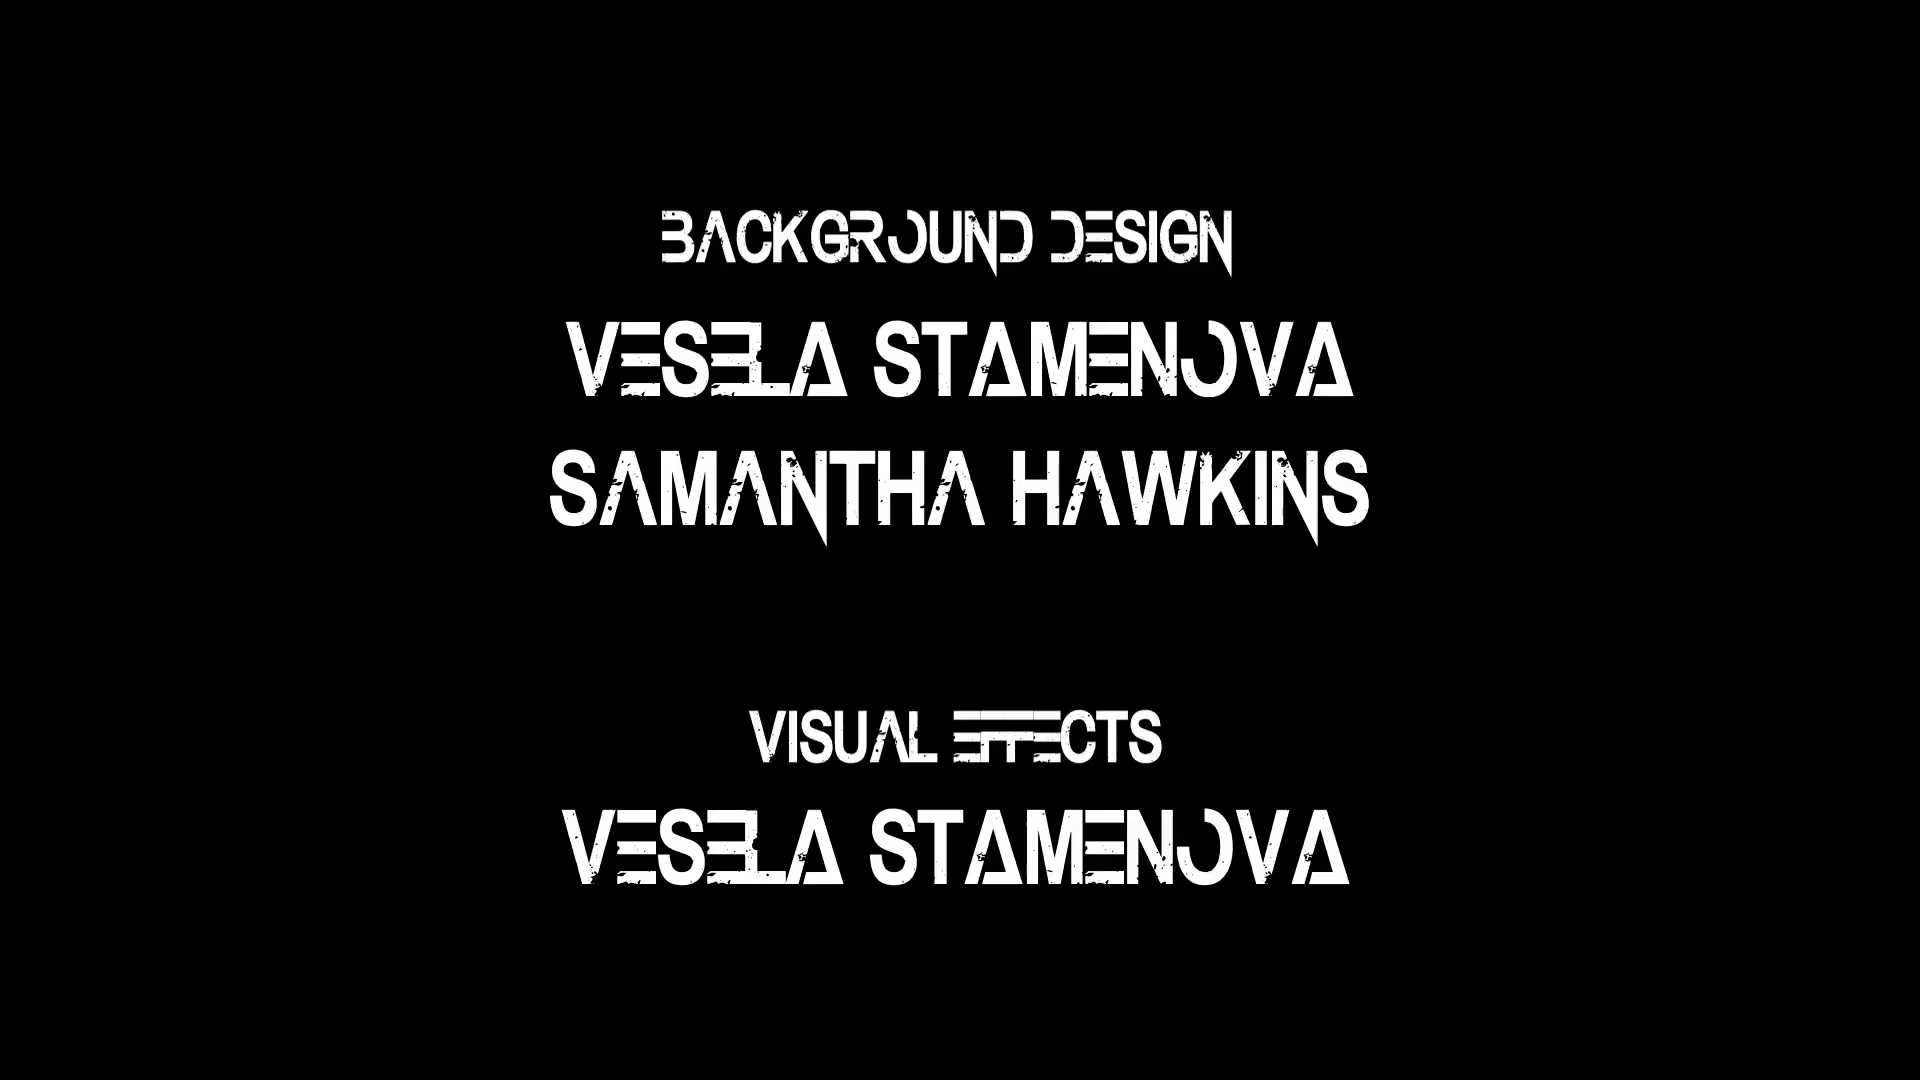 BACKGROUND DESIGN
VESELA STAMENOVA
SAMANTHA HAWKINS
VISUAL EFFECTS
VESELA STAMENOVA